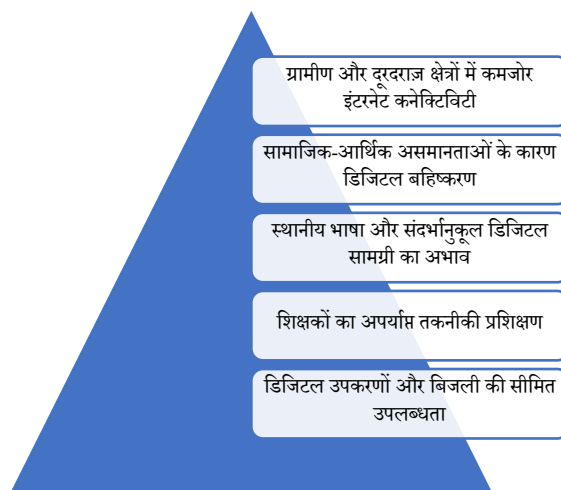 ग्रामीण और दूरदराज़ क्षेत्रों में कमजोर
इंटरनेट कनेक्टिविटी
सामाजिक-आर्थिक असमानताओं के कारण
डिजिटल बहिष्करण
स्थानीय भाषा और संदर्भानुकूल डिजिटल
सामग्री का अभाव
शिक्षकों का अपर्याप्त तकनीकी प्रशिक्षण
डिजिटल उपकरणों और बिजली की सीमित
उपलब्धता